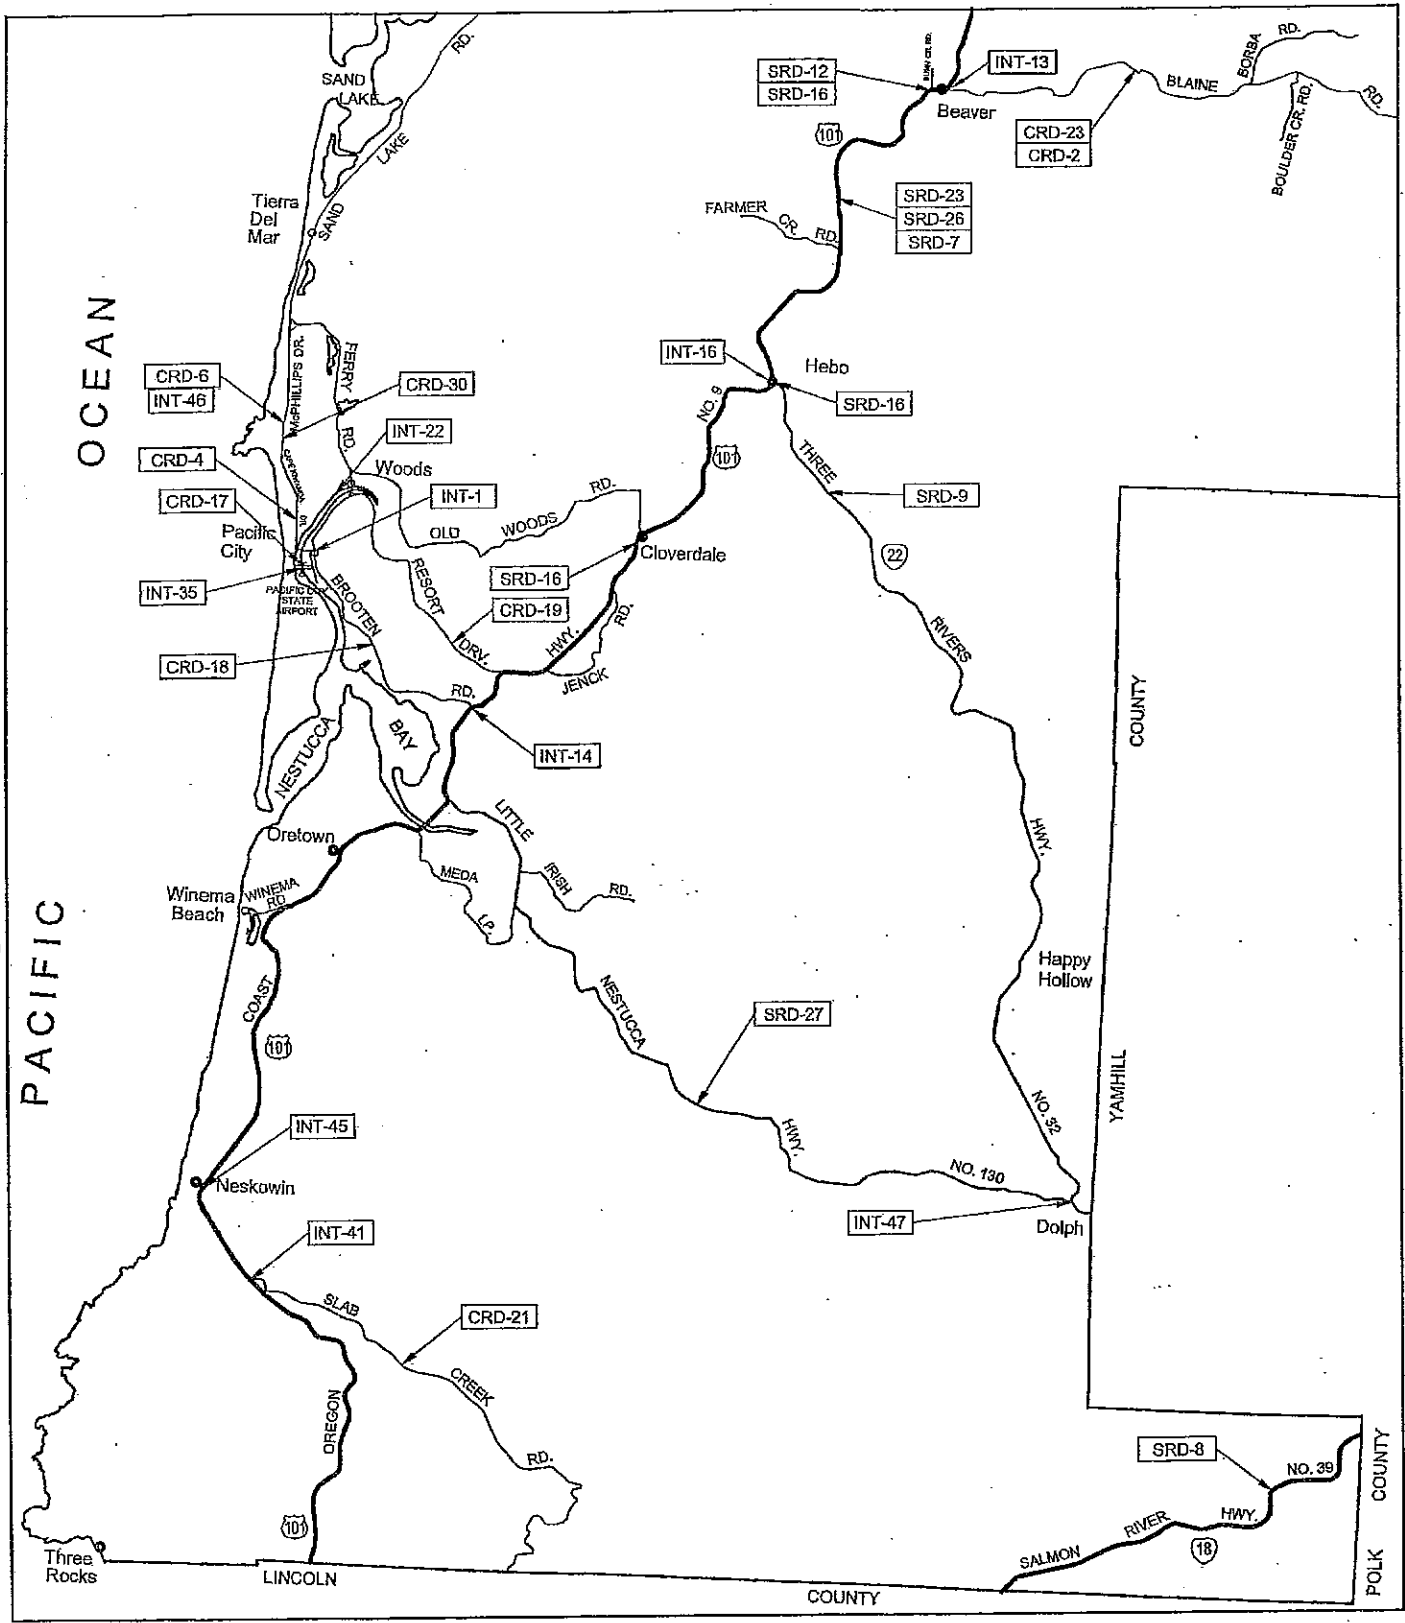 SAND
LAKE
RD.
SAND
LAKE
Tierra
Del
Mar
SRD-12
SRD-16
INT-13
Beaver
BLAINE
RD.
BORBA
RD.
BOULDER CR. RD.
CRD-23
CRD-2
101
SRD-23
SRD-26
SRD-7
FARMER
CR.
RD.
OCEAN
PACIFIC
McPHILLIPS DR.
FERRY
RD.
CRD-6
INT-46
CRD-30
INT-22
CRD-4
CRD-17
Woods
INT-1
Pacific
City
INT-35
STATE
AIRPORT
BROOTEN
RD.
CRD-18
OLD
WOODS
RD.
RESORT
DRV.
CRD-19
SRD-16
Cloverdale
INT-16
Hebo
SRD-16
NO. 9
101
HWY.
JENCK
RD.
THREE
SRD-9
22
RIVERS
HWY.
COUNTY
YAMHILL
INT-14
NESTUCCA
BAY
Oretown
LITTLE
MEDA
LP.
IRISH
RD.
Winema
Beach
WINEMA
RD
COAST
101
NESTUCCA
SRD-27
HWY.
NO. 130
Happy
Hollow
NO. 32
INT-47
Dolph
INT-45
Neskowin
INT-41
SLAB
CREEK
RD.
CRD-21
OREGON
101
Three
Rocks
LINCOLN
COUNTY
SRD-8
SALMON
RIVER
HWY.
NO. 39
18
POLK
COUNTY